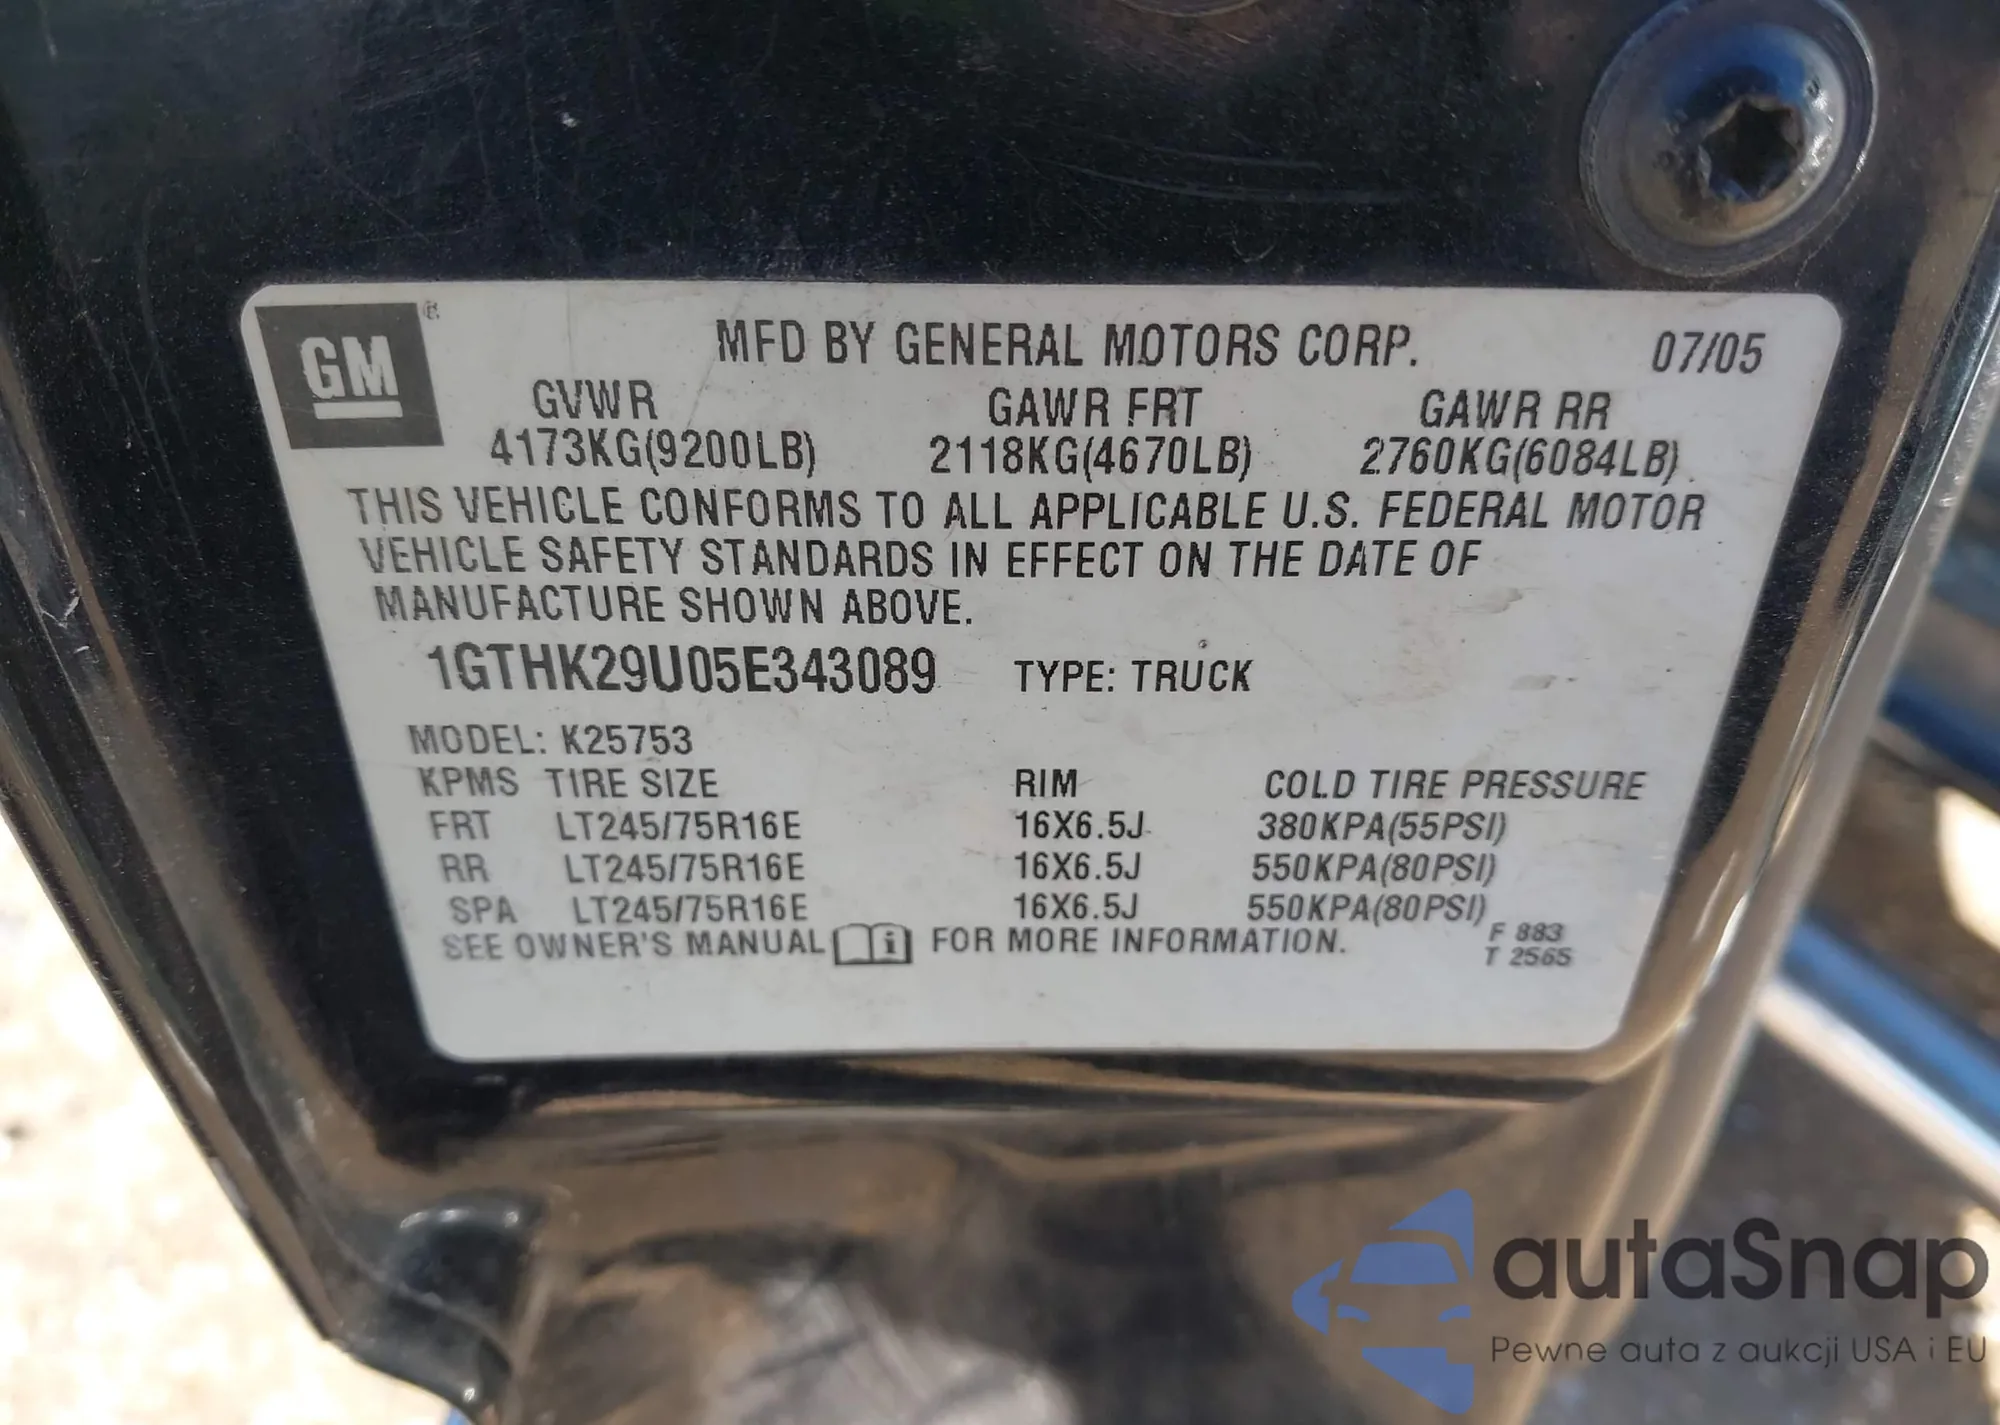 GM ®
MFD BY GENERAL MOTORS CORP. 07/05
GVWR GAWR FRT GAWR RR
4173KG(9200LB) 2118KG(4670LB) 2760KG(6084LB)
THIS VEHICLE CONFORMS TO ALL APPLICABLE U.S. FEDERAL MOTOR
VEHICLE SAFETY STANDARDS IN EFFECT ON THE DATE OF
MANUFACTURE SHOWN ABOVE.
1GTHK29U05E343089 TYPE: TRUCK
MODEL: K25753
KPMS TIRE SIZE RIM COLD TIRE PRESSURE
FRT LT245/75R16E 16X6.5J 380KPA(55PSI)
RR LT245/75R16E 16X6.5J 550KPA(80PSI)
SPA LT245/75R16E 16X6.5J 550KPA(80PSI)
SEE OWNER'S MANUAL i FOR MORE INFORMATION.
F 883
T 2565
autaSnap
Pewne auta z aukcji USA i EU